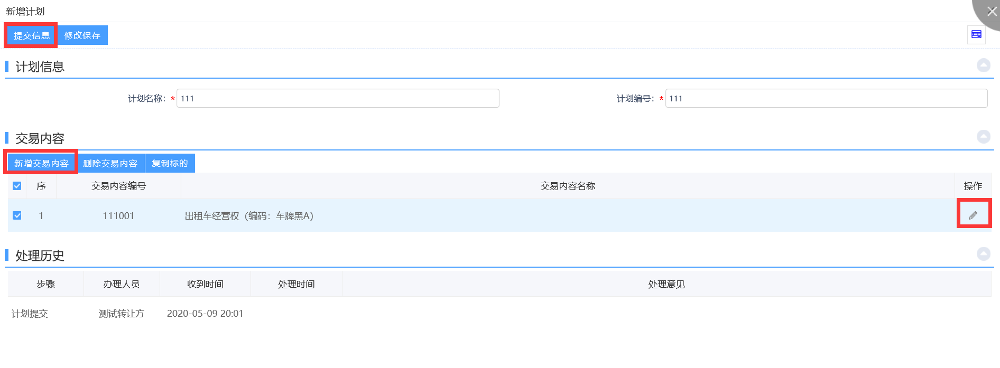 新增计划
提交信息 修改保存
计划信息
计划名称：* 111 计划编号：* 111
交易内容
新增交易内容 删除交易内容 复制标的
序 交易内容编号 交易内容名称 操作
1 111001 出租车经营权（编码：车牌黑A）
处理历史
步骤 办理人员 收到时间 处理时间 处理意见
计划提交 测试转让方 2020-05-09 20:01